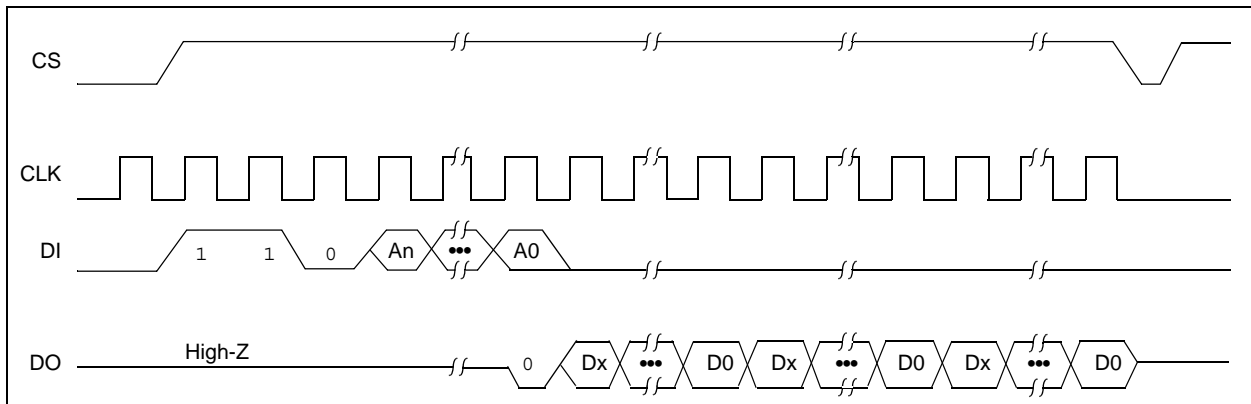 CS
CLK
DI 1 1 0 An ••• A0
High-Z
DO 0 Dx ••• D0 Dx ••• D0 Dx ••• D0